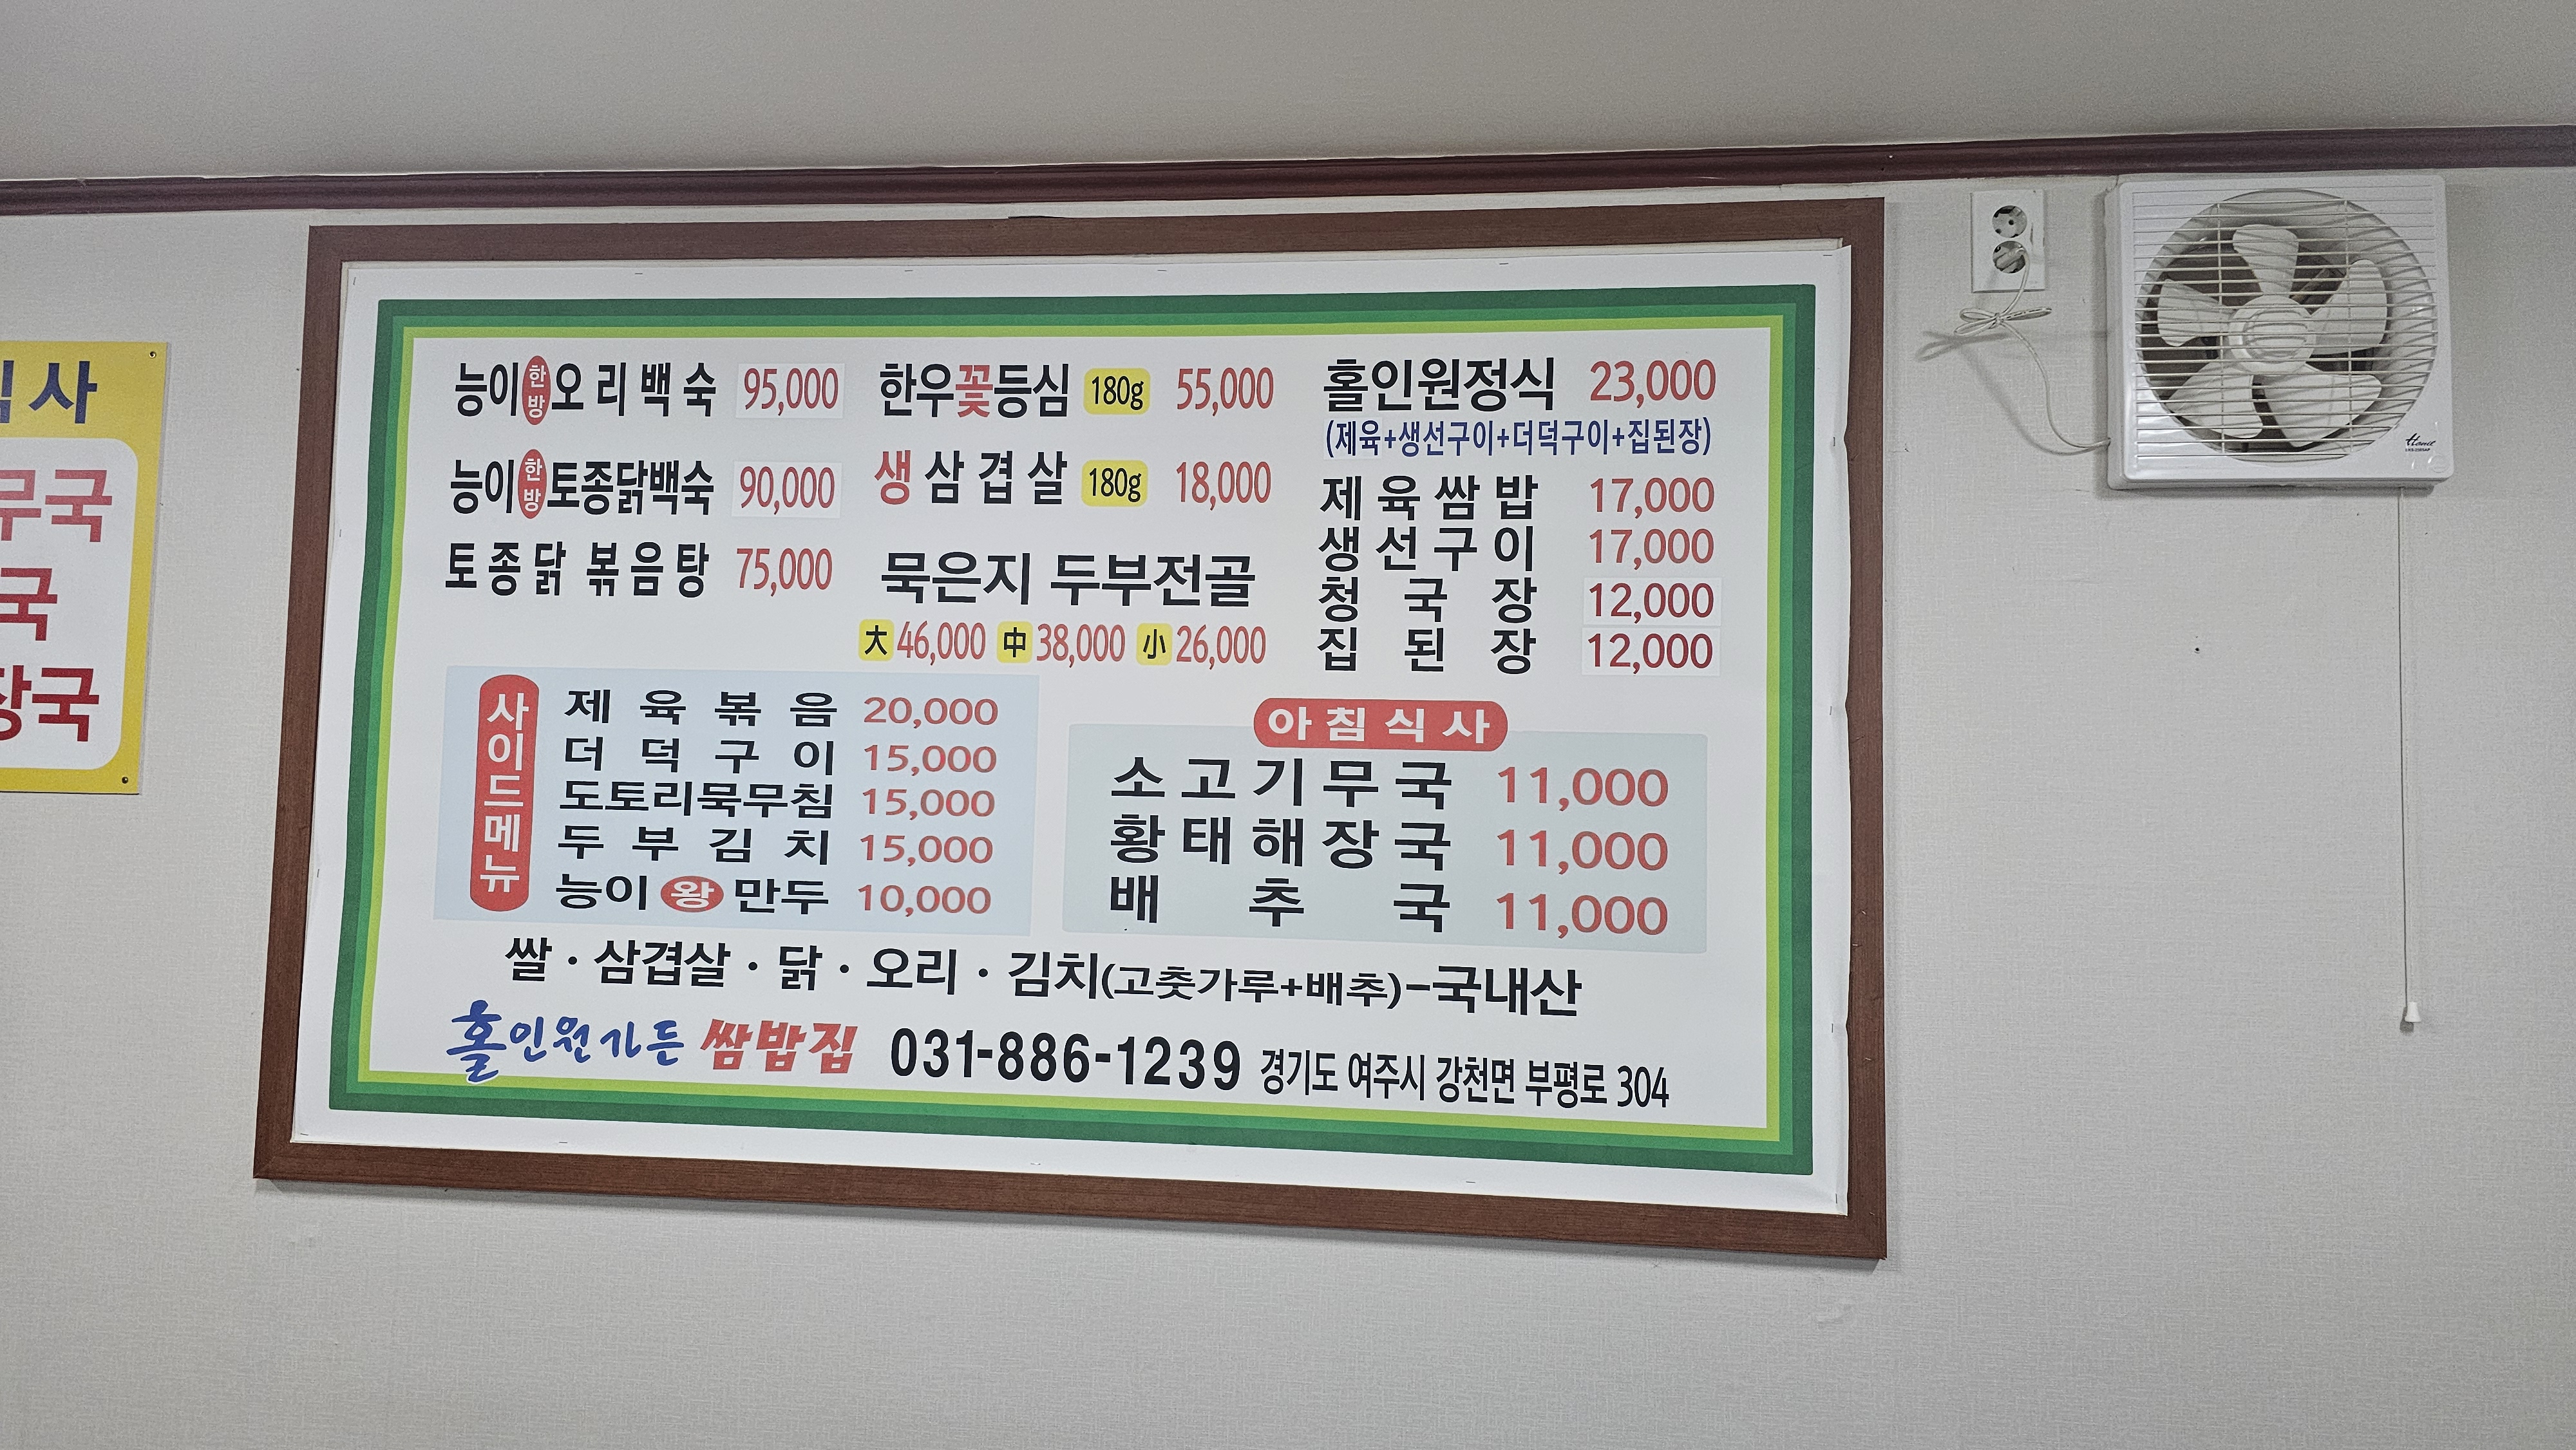 식사
무국
국
장국
능이 한방 오리백숙 95,000
능이 한방 토종닭백숙 90,000
토종닭 볶음탕 75,000
한우꽃등심 180g 55,000
생삼겹살 180g 18,000
묵은지 두부전골
大 46,000 中 38,000 小 26,000
홀인원정식 23,000
(제육+생선구이+더덕구이+집된장)
제육쌈밥 17,000
생선구이 17,000
청국장 12,000
집된장 12,000
사이드메뉴
제육볶음 20,000
더덕구이 15,000
도토리묵무침 15,000
두부김치 15,000
능이 왕 만두 10,000
아침식사
소고기무국 11,000
황태해장국 11,000
배추국 11,000
쌀 · 삼겹살 · 닭 · 오리 · 김치(고춧가루+배추)-국내산
홀인원가든 쌈밥집 031-886-1239 경기도 여주시 강천면 부평로 304